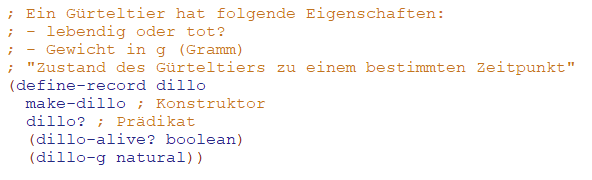 ; Ein Gürteltier hat folgende Eigenschaften:
; - lebendig oder tot?
; - Gewicht in g (Gramm)
; "Zustand des Gürteltiers zu einem bestimmten Zeitpunkt"
(define-record dillo
  make-dillo ; Konstruktor
  dillo? ; Prädikat
  (dillo-alive? boolean)
  (dillo-g natural))